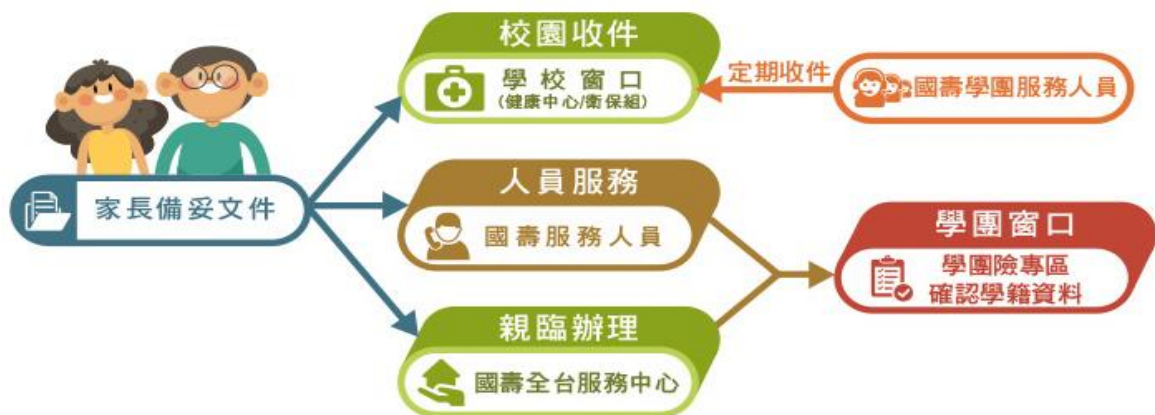 校園收件
學校窗口
(健康中心/衛保組)
定期收件
國壽學團服務人員
家長備妥文件
人員服務
國壽服務人員
學團窗口
學團險專區
確認學籍資料
親臨辦理
國壽全台服務中心